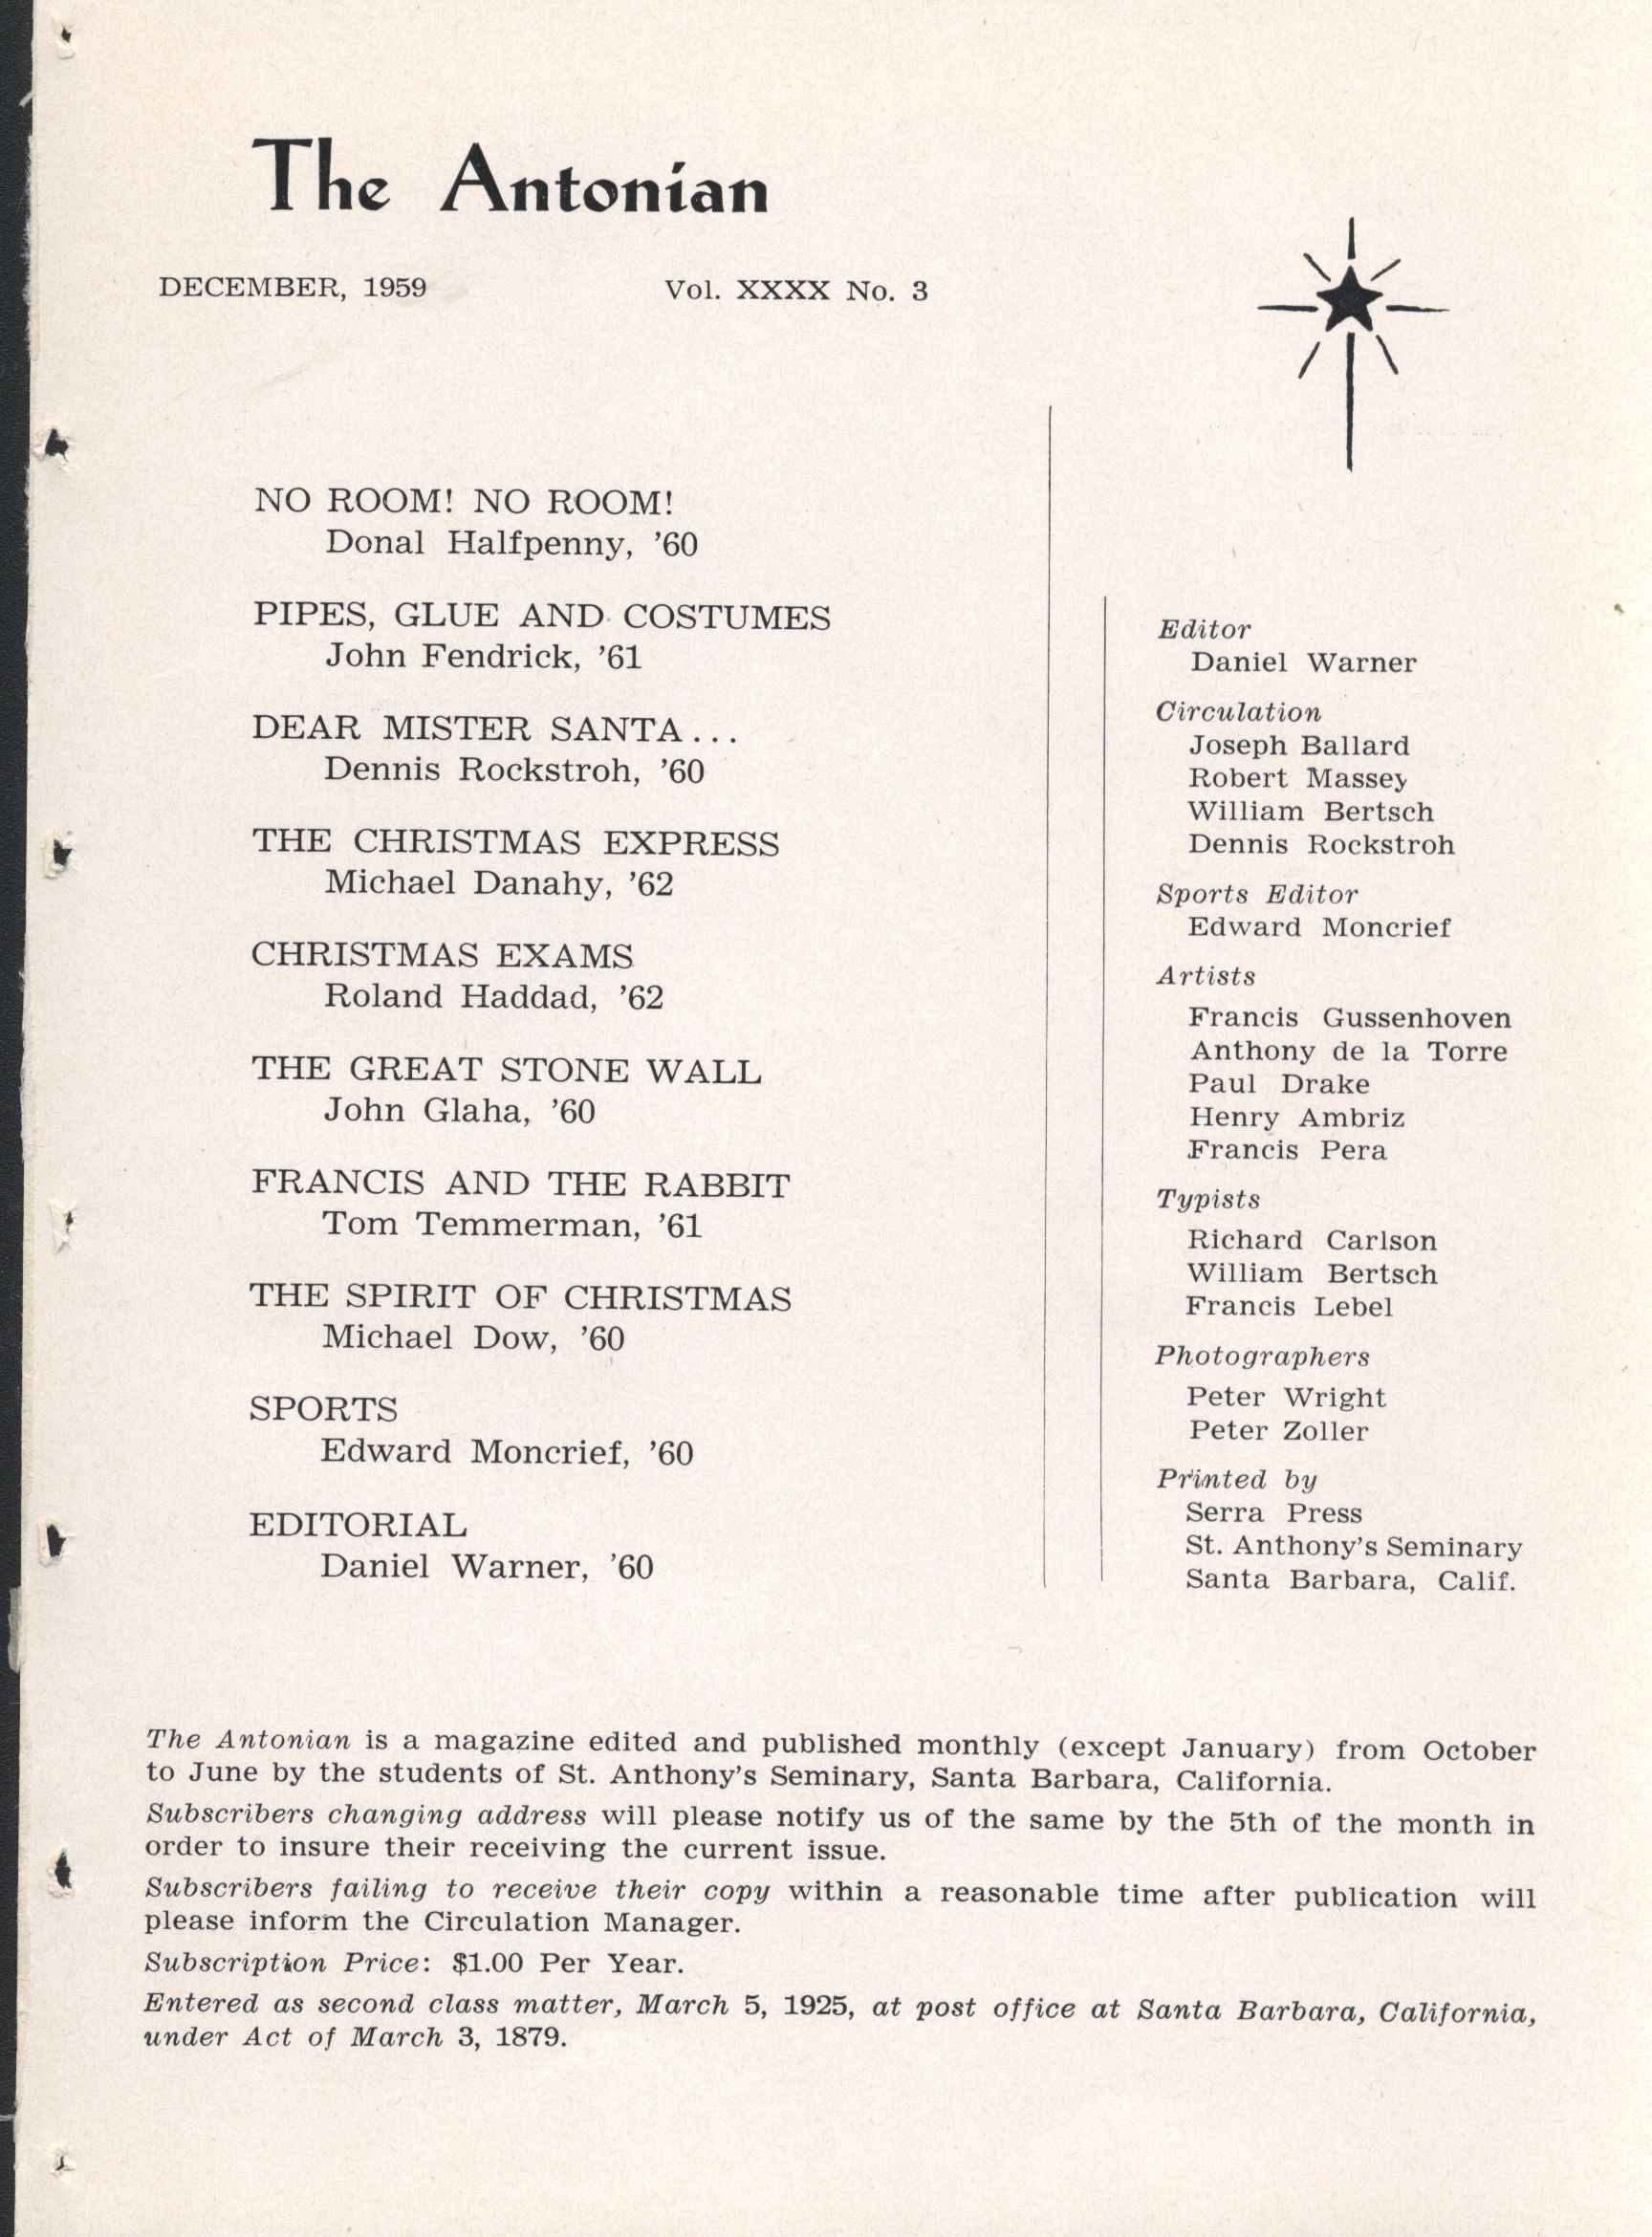 The Antonian
DECEMBER, 1959 Vol. XXXX No. 3
NO ROOM! NO ROOM!
Donal Halfpenny, ’60
PIPES, GLUE AND COSTUMES
John Fendrick, ’61
DEAR MISTER SANTA...
Dennis Rockstroh, ’60
THE CHRISTMAS EXPRESS
Michael Danahy, ’62
CHRISTMAS EXAMS
Roland Haddad, ’62
THE GREAT STONE WALL
John Glaha, ’60
FRANCIS AND THE RABBIT
Tom Temmerman, ’61
THE SPIRIT OF CHRISTMAS
Michael Dow, ’60
SPORTS
Edward Moncrief, ’60
EDITORIAL
Daniel Warner, ’60
Editor
Daniel Warner
Circulation
Joseph Ballard
Robert Massey
William Bertsch
Dennis Rockstroh
Sports Editor
Edward Moncrief
Artists
Francis Gussenhoven
Anthony de la Torre
Paul Drake
Henry Ambriz
Francis Pera
Typists
Richard Carlson
William Bertsch
Francis Lebel
Photographers
Peter Wright
Peter Zoller
Printed by
Serra Press
St. Anthony’s Seminary
Santa Barbara, Calif.
The Antonian is a magazine edited and published monthly (except January) from October
to June by the students of St. Anthony’s Seminary, Santa Barbara, California.
Subscribers changing address will please notify us of the same by the 5th of the month in
order to insure their receiving the current issue.
Subscribers failing to receive their copy within a reasonable time after publication will
please inform the Circulation Manager.
Subscription Price: $1.00 Per Year.
Entered as second class matter, March 5, 1925, at post office at Santa Barbara, California,
under Act of March 3, 1879.